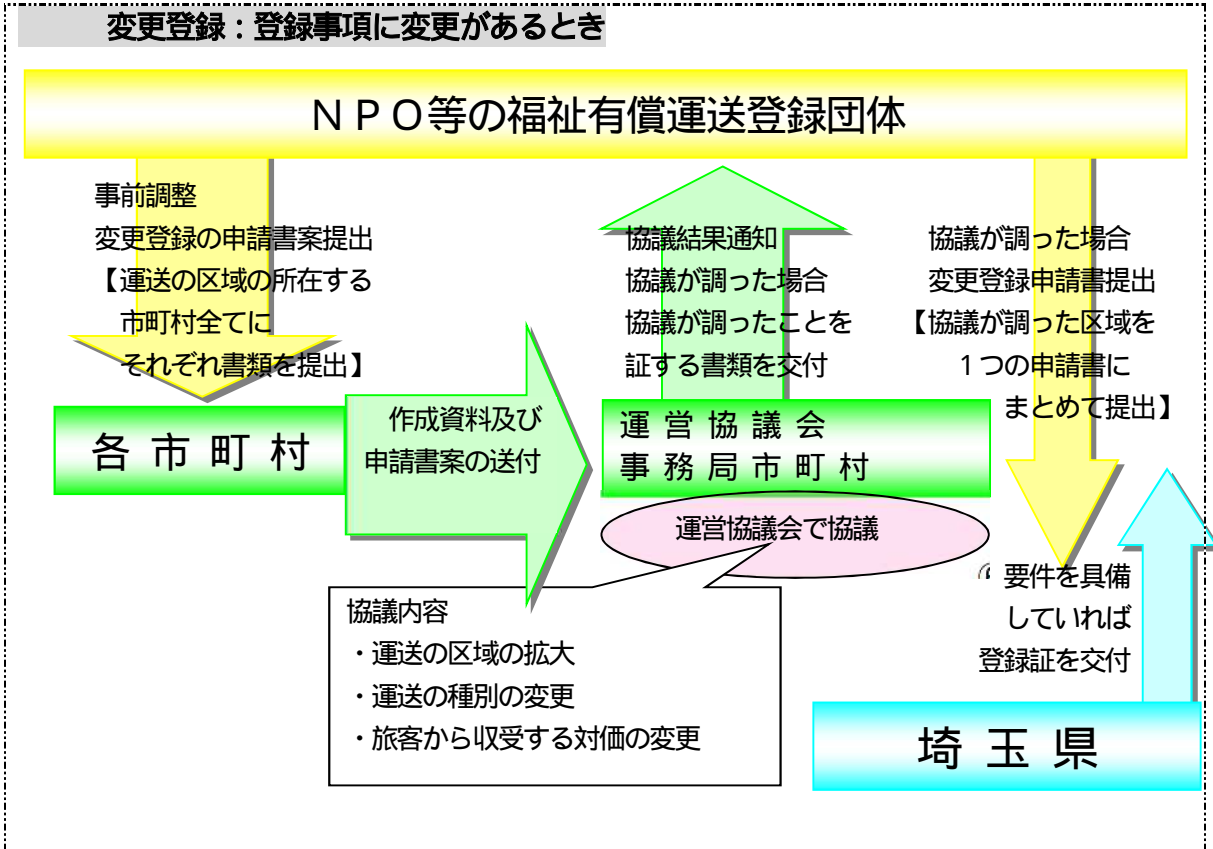 変更登録：登録事項に変更があるとき
ＮＰＯ等の福祉有償運送登録団体
事前調整
変更登録の申請書案提出
【運送の区域の所在する
市町村全てに
それぞれ書類を提出】
協議結果通知
協議が調った場合
協議が調ったことを
証する書類を交付
協議が調った場合
変更登録申請書提出
【協議が調った区域を
１つの申請書に
まとめて提出】
各市町村
作成資料及び
申請書案の送付
運営協議会
事務局市町村
運営協議会で協議
協議内容
・運送の区域の拡大
・運送の種別の変更
・旅客から収受する対価の変更
要件を具備
していれば
登録証を交付
埼玉県